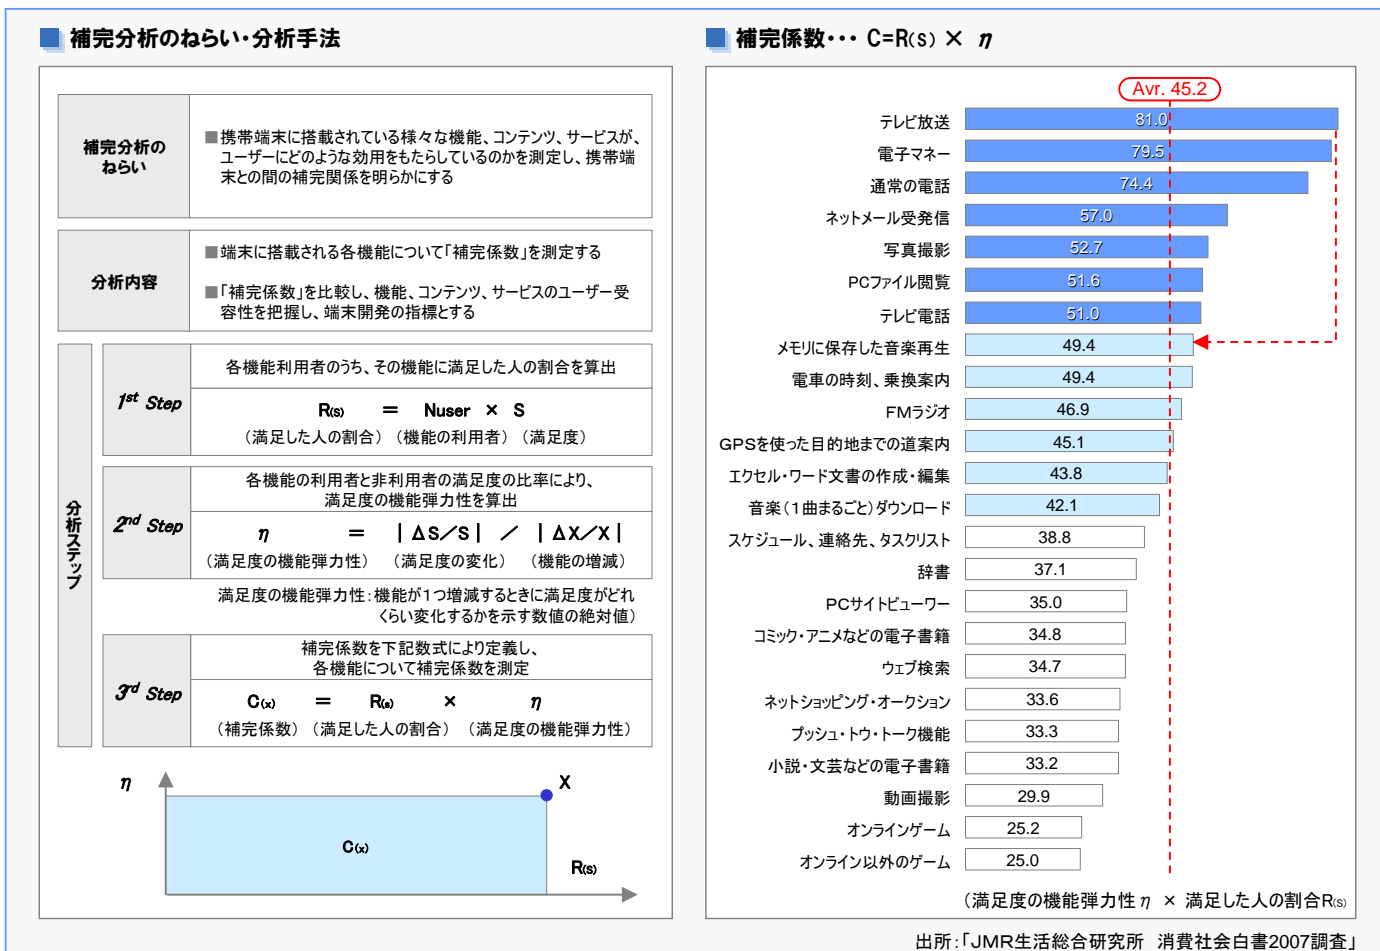 補完分析のねらい・分析手法
補完分析の
ねらい
■携帯端末に搭載されている様々な機能、コンテンツ、サービスが、
ユーザーにどのような効用をもたらしているのかを測定し、携帯端
末との間の補完関係を明らかにする
分析内容
■端末に搭載される各機能について「補完係数」を測定する
■「補完係数」を比較し、機能、コンテンツ、サービスのユーザー受
容性を把握し、端末開発の指標とする
分析ステップ
1st Step
各機能利用者のうち、その機能に満足した人の割合を算出
R(s) ＝ Nuser × S
（満足した人の割合）（機能の利用者）（満足度）
2nd Step
各機能の利用者と非利用者の満足度の比率により、
満足度の機能弾力性を算出
η ＝ | ΔS／S | ／ | ΔX／X |
（満足度の機能弾力性） （満足度の変化） （機能の増減）
満足度の機能弾力性：機能が１つ増減するときに満足度がどれ
くらい変化するかを示す数値の絶対値）
3rd Step
補完係数を下記数式により定義し、
各機能について補完係数を測定
C(x) ＝ R(s) × η
（補完係数） （満足した人の割合） （満足度の機能弾力性）
η
X
C(x)
R(s)
補完係数･･･ C=R(s) × η
Avr. 45.2
テレビ放送 81.0
電子マネー 79.5
通常の電話 74.4
ネットメール受発信 57.0
写真撮影 52.7
PCファイル閲覧 51.6
テレビ電話 51.0
メモリに保存した音楽再生 49.4
電車の時刻、乗換案内 49.4
FMラジオ 46.9
GPSを使った目的地までの道案内 45.1
エクセル・ワード文書の作成・編集 43.8
音楽（１曲まるごと）ダウンロード 42.1
スケジュール、連絡先、タスクリスト 38.8
辞書 37.1
PCサイトビューワー 35.0
コミック・アニメなどの電子書籍 34.8
ウェブ検索 34.7
ネットショッピング・オークション 33.6
プッシュ・トウ・トーク機能 33.3
小説・文芸などの電子書籍 33.2
動画撮影 29.9
オンラインゲーム 25.2
オンライン以外のゲーム 25.0
（満足度の機能弾力性 η × 満足した人の割合R(s)
出所：「JMR生活総合研究所 消費社会白書2007調査」